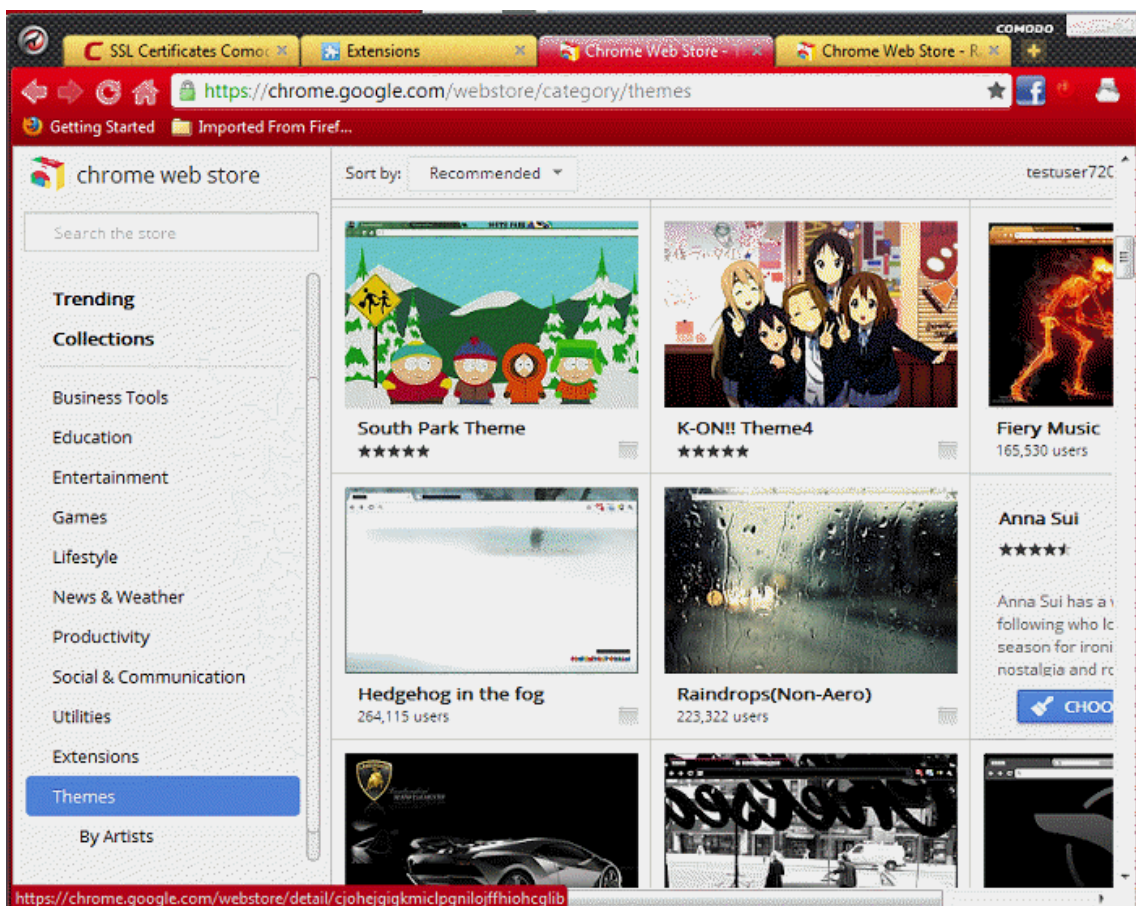 COMODO
SSL Certificates Comoc
Extensions
Chrome Web Store - T
Chrome Web Store - R
https://chrome.google.com/webstore/category/themes
Getting Started
Imported From Firef...
chrome web store
Sort by: Recommended
testuser720
Search the store
Trending
Collections
Business Tools
Education
Entertainment
Games
Lifestyle
News & Weather
Productivity
Social & Communication
Utilities
Extensions
Themes
By Artists
South Park Theme
K-ON!! Theme4
Fiery Music
165,530 users
Hedgehog in the fog
264,115 users
Raindrops(Non-Aero)
223,322 users
Anna Sui
Anna Sui has a v
following who lo
season for ironi
nostalgia and ro
CHOO
https://chrome.google.com/webstore/detail/cjohejgigkmiclpgnilojffhiohcglib